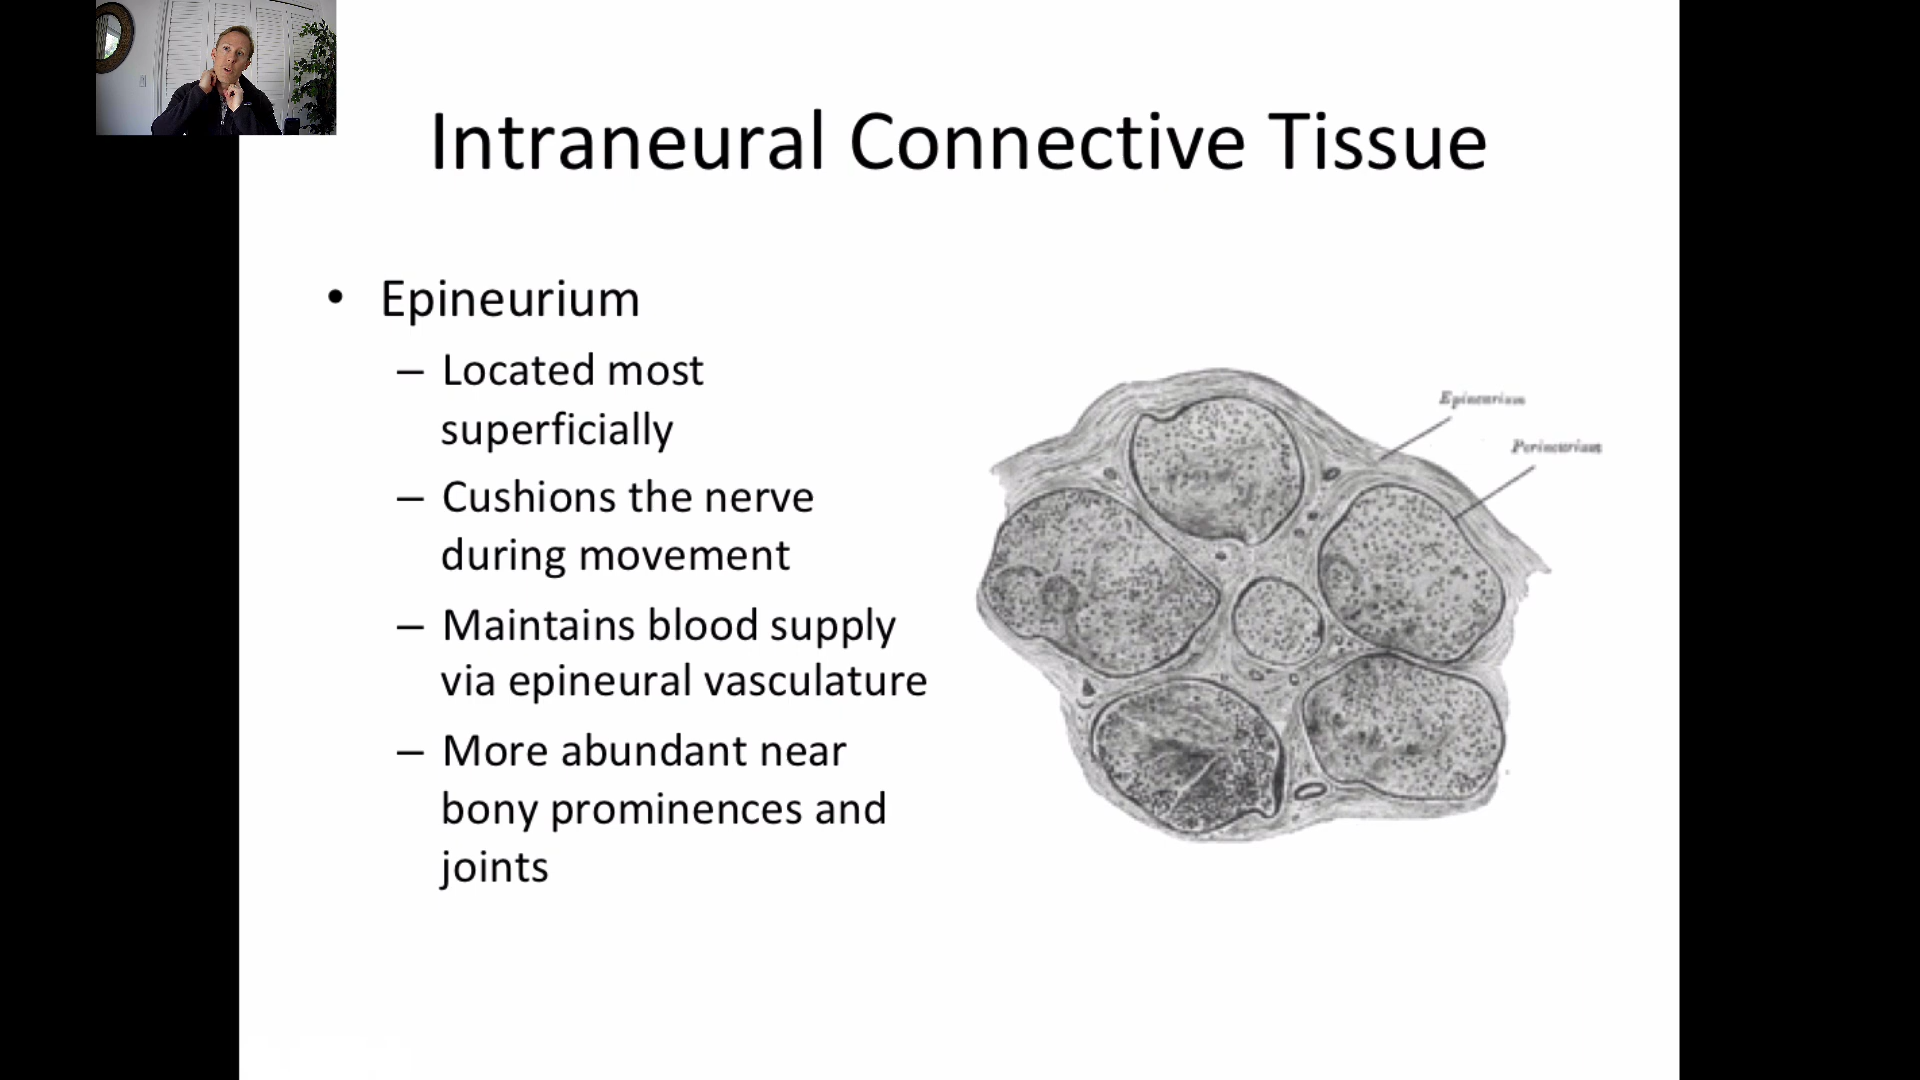 Intraneural Connective Tissue
• Epineurium
– Located most
superficially
– Cushions the nerve
during movement
– Maintains blood supply
via epineural vasculature
– More abundant near
bony prominences and
joints
Epineurium
Perineurium